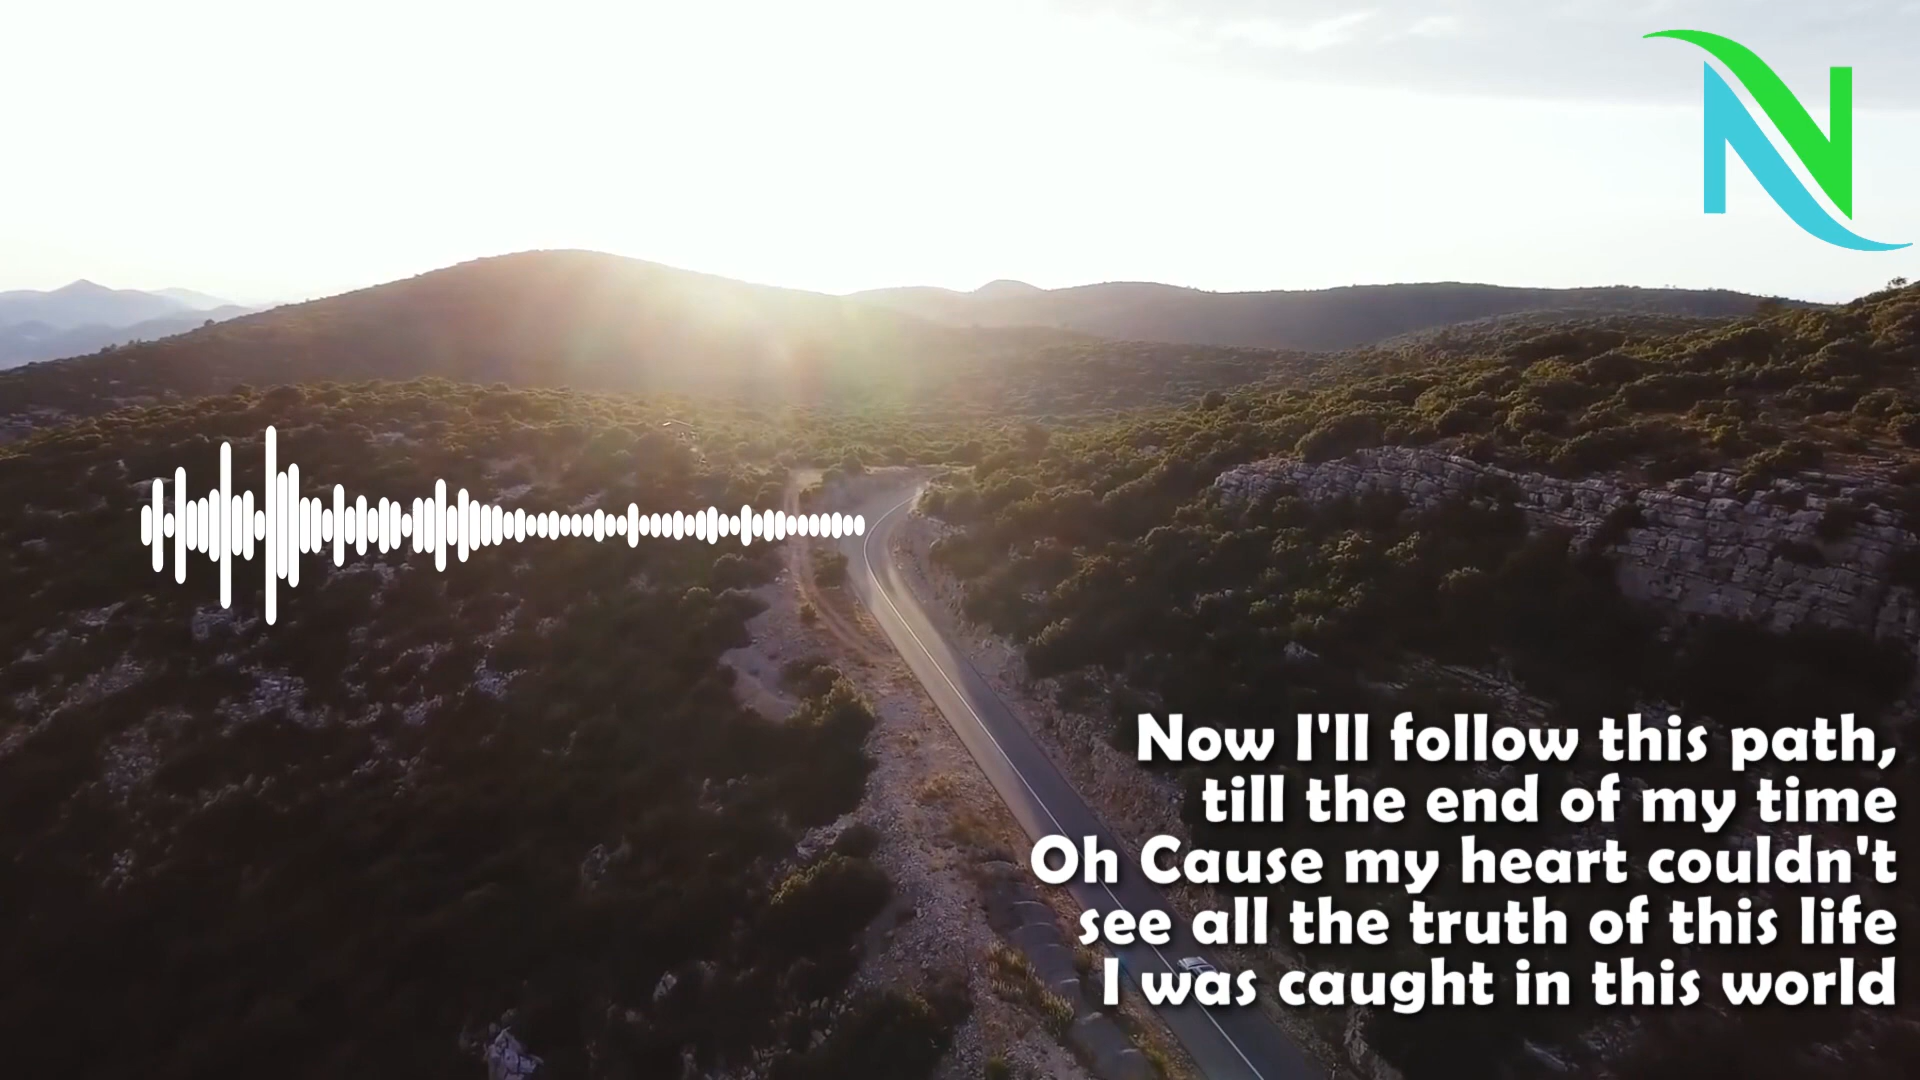 N
Now I'll follow this path,
till the end of my time
Oh Cause my heart couldn't
see all the truth of this life
I was caught in this world